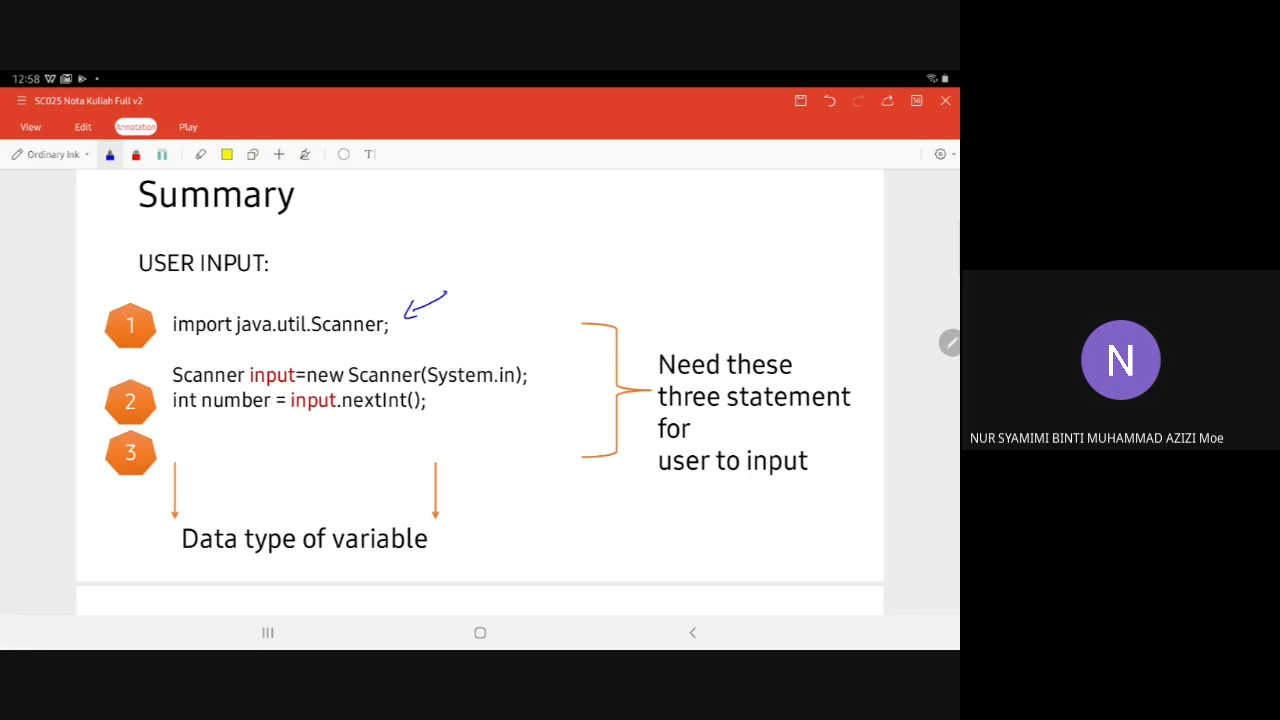 12:58
SC025 Nota Kuliah Full v2
16
View Edit Annotation Play
Ordinary Ink T
Summary
USER INPUT:
1 import java.util.Scanner;
2 Scanner input=new Scanner(System.in);
int number = input.nextInt();
3
Need these
three statement
for
user to input
Data type of variable
N
NUR SYAMIMI BINTI MUHAMMAD AZIZI Moe